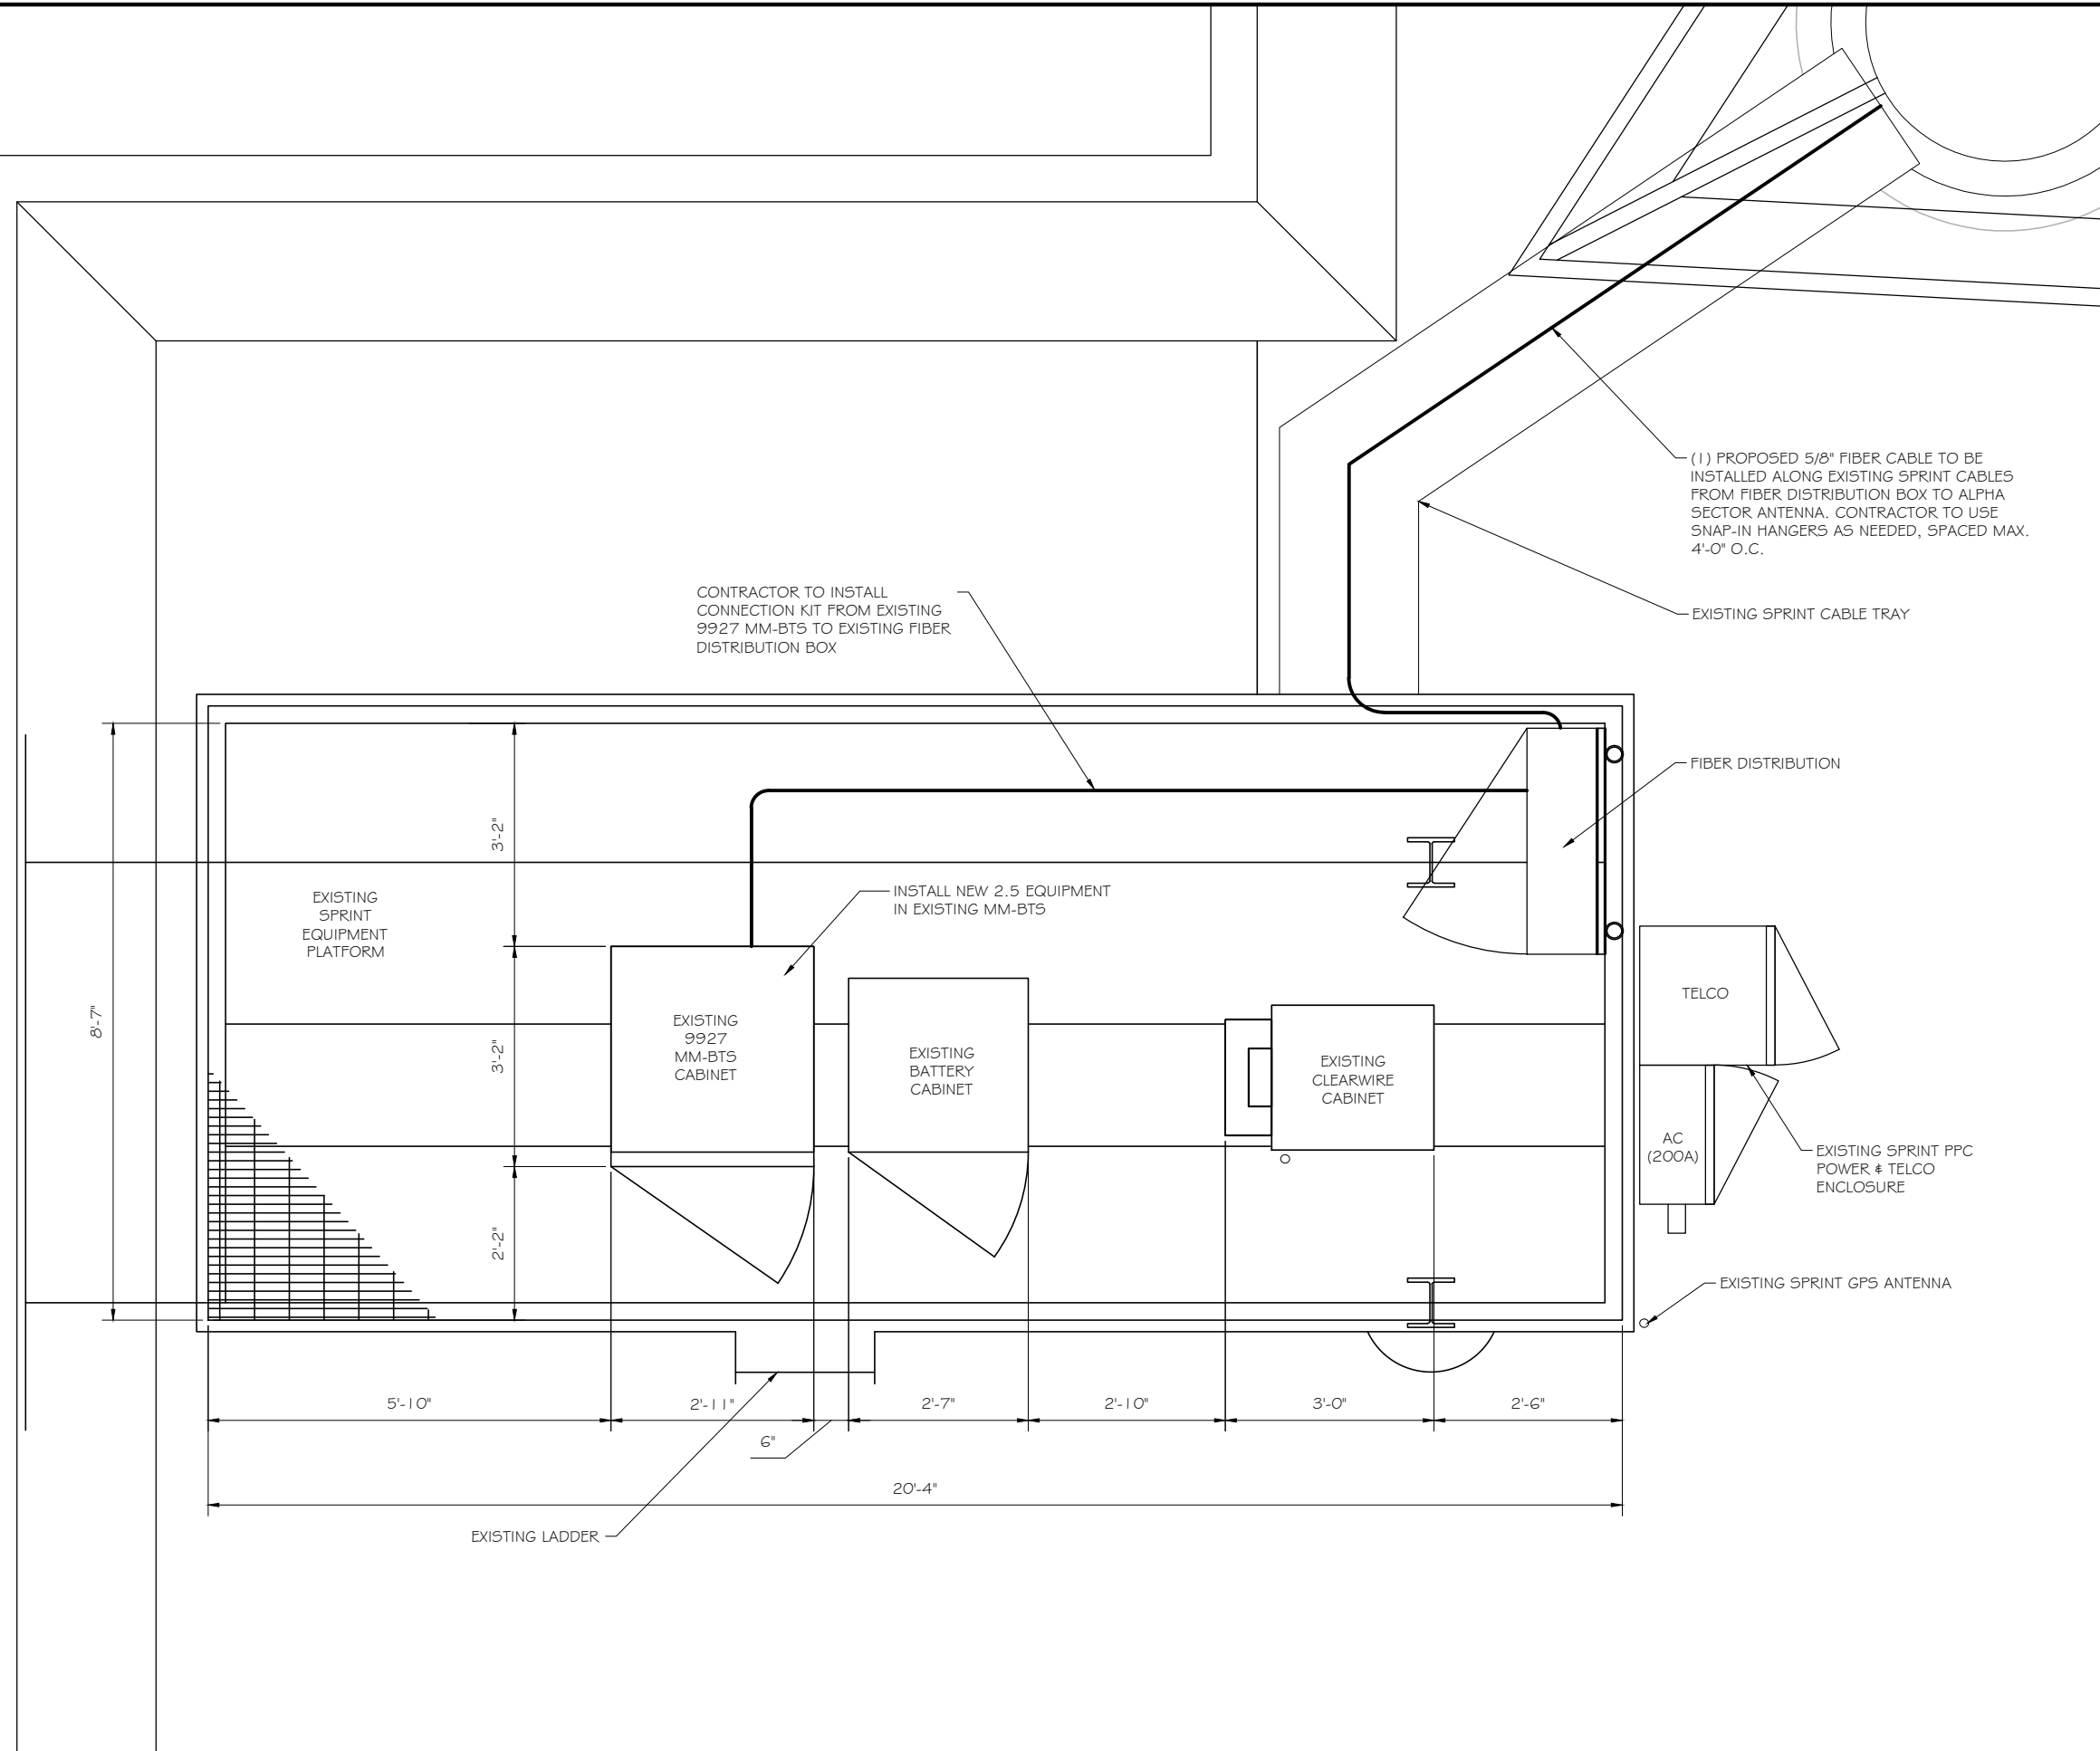 (1) PROPOSED 5/8" FIBER CABLE TO BE
INSTALLED ALONG EXISTING SPRINT CABLES
FROM FIBER DISTRIBUTION BOX TO ALPHA
SECTOR ANTENNA. CONTRACTOR TO USE
SNAP-IN HANGERS AS NEEDED, SPACED MAX.
4'-0" O.C.
CONTRACTOR TO INSTALL
CONNECTION KIT FROM EXISTING
9927 MM-BTS TO EXISTING FIBER
DISTRIBUTION BOX
EXISTING SPRINT CABLE TRAY
FIBER DISTRIBUTION
3'-2"
EXISTING
SPRINT
EQUIPMENT
PLATFORM
INSTALL NEW 2.5 EQUIPMENT
IN EXISTING MM-BTS
8'-7"
3'-2"
EXISTING
9927
MM-BTS
CABINET
EXISTING
BATTERY
CABINET
EXISTING
CLEARWIRE
CABINET
TELCO
AC
(200A)
EXISTING SPRINT PPC
POWER & TELCO
ENCLOSURE
2'-2"
EXISTING SPRINT GPS ANTENNA
5'-10"
2'-11"
2'-7"
2'-10"
3'-0"
2'-6"
6"
20'-4"
EXISTING LADDER